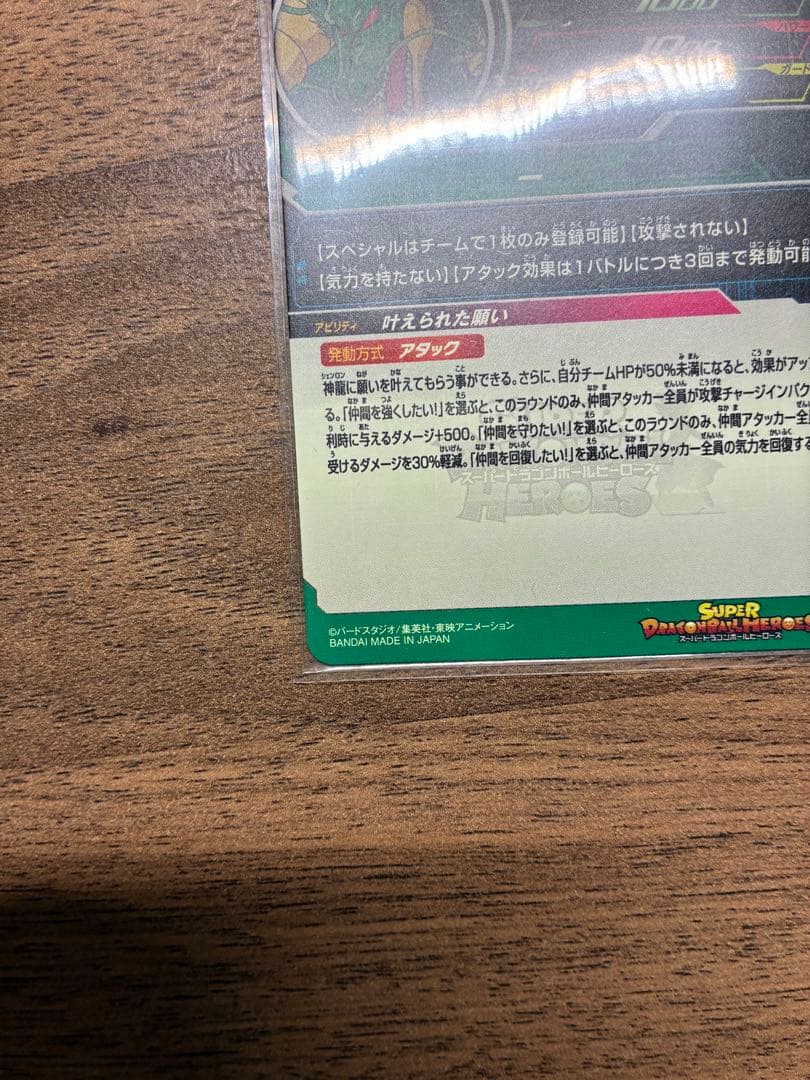 1000
1000
ガード
【スペシャルはチームで1枚のみ登録可能】【攻撃されない】
【気力を持たない】【アタック効果は1バトルにつき3回まで発動可能
アビリティ 叶えられた願い
発動方式 アタック
神龍に願いを叶えてもらう事ができる。さらに、自分チームHPが50%未満になると、効果がアッ
る。「仲間を強くしたい!」を選ぶと、このラウンドのみ、仲間アタッカー全員が攻撃チャージインパク
利時に与えるダメージ+500。「仲間を守りたい!」を選ぶと、このラウンドのみ、仲間アタッカー全
受けるダメージを30%軽減。「仲間を回復したい!」を選ぶと、仲間アタッカー全員の気力を回復する
スーパードラゴンボールヒーローズ
HEROES
©バードスタジオ/集英社・東映アニメーション
BANDAI MADE IN JAPAN
SUPER
DRAGONBALL HEROES
スーパードラゴンボールヒーローズ